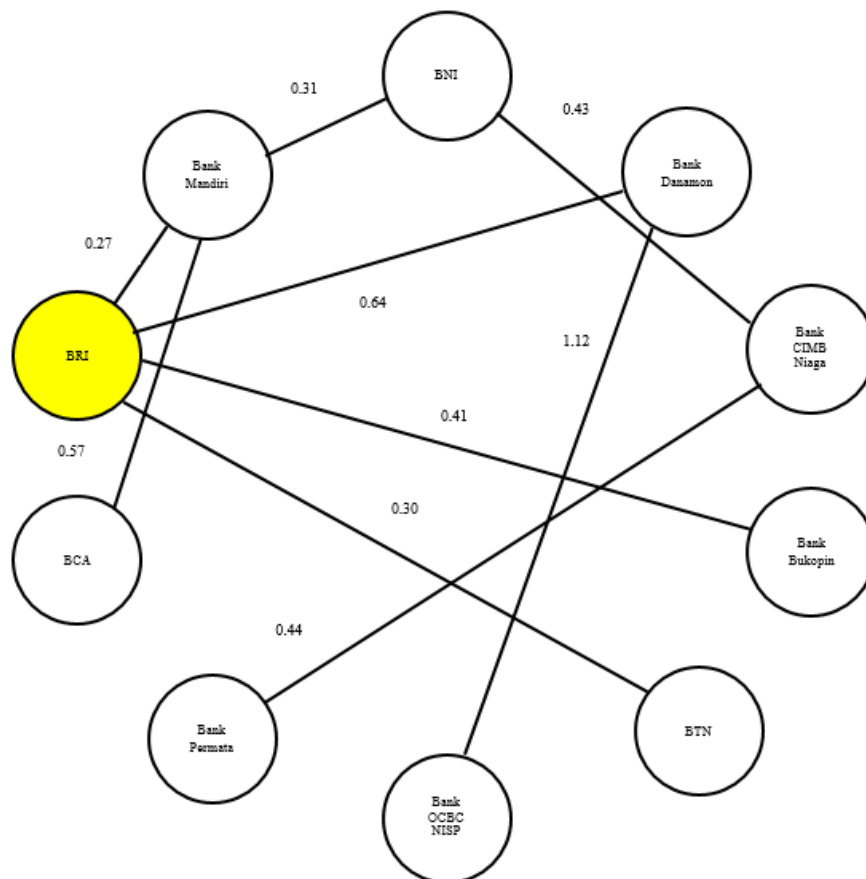 BNI
0.31
0.43
Bank
Mandiri
Bank
Danamon
0.27
0.64
1.12
Bank
CIMB
Niaga
BRI
0.41
0.57
0.30
BCA
Bank
Bukopin
0.44
Bank
Permata
BTN
Bank
OCBC
NISP